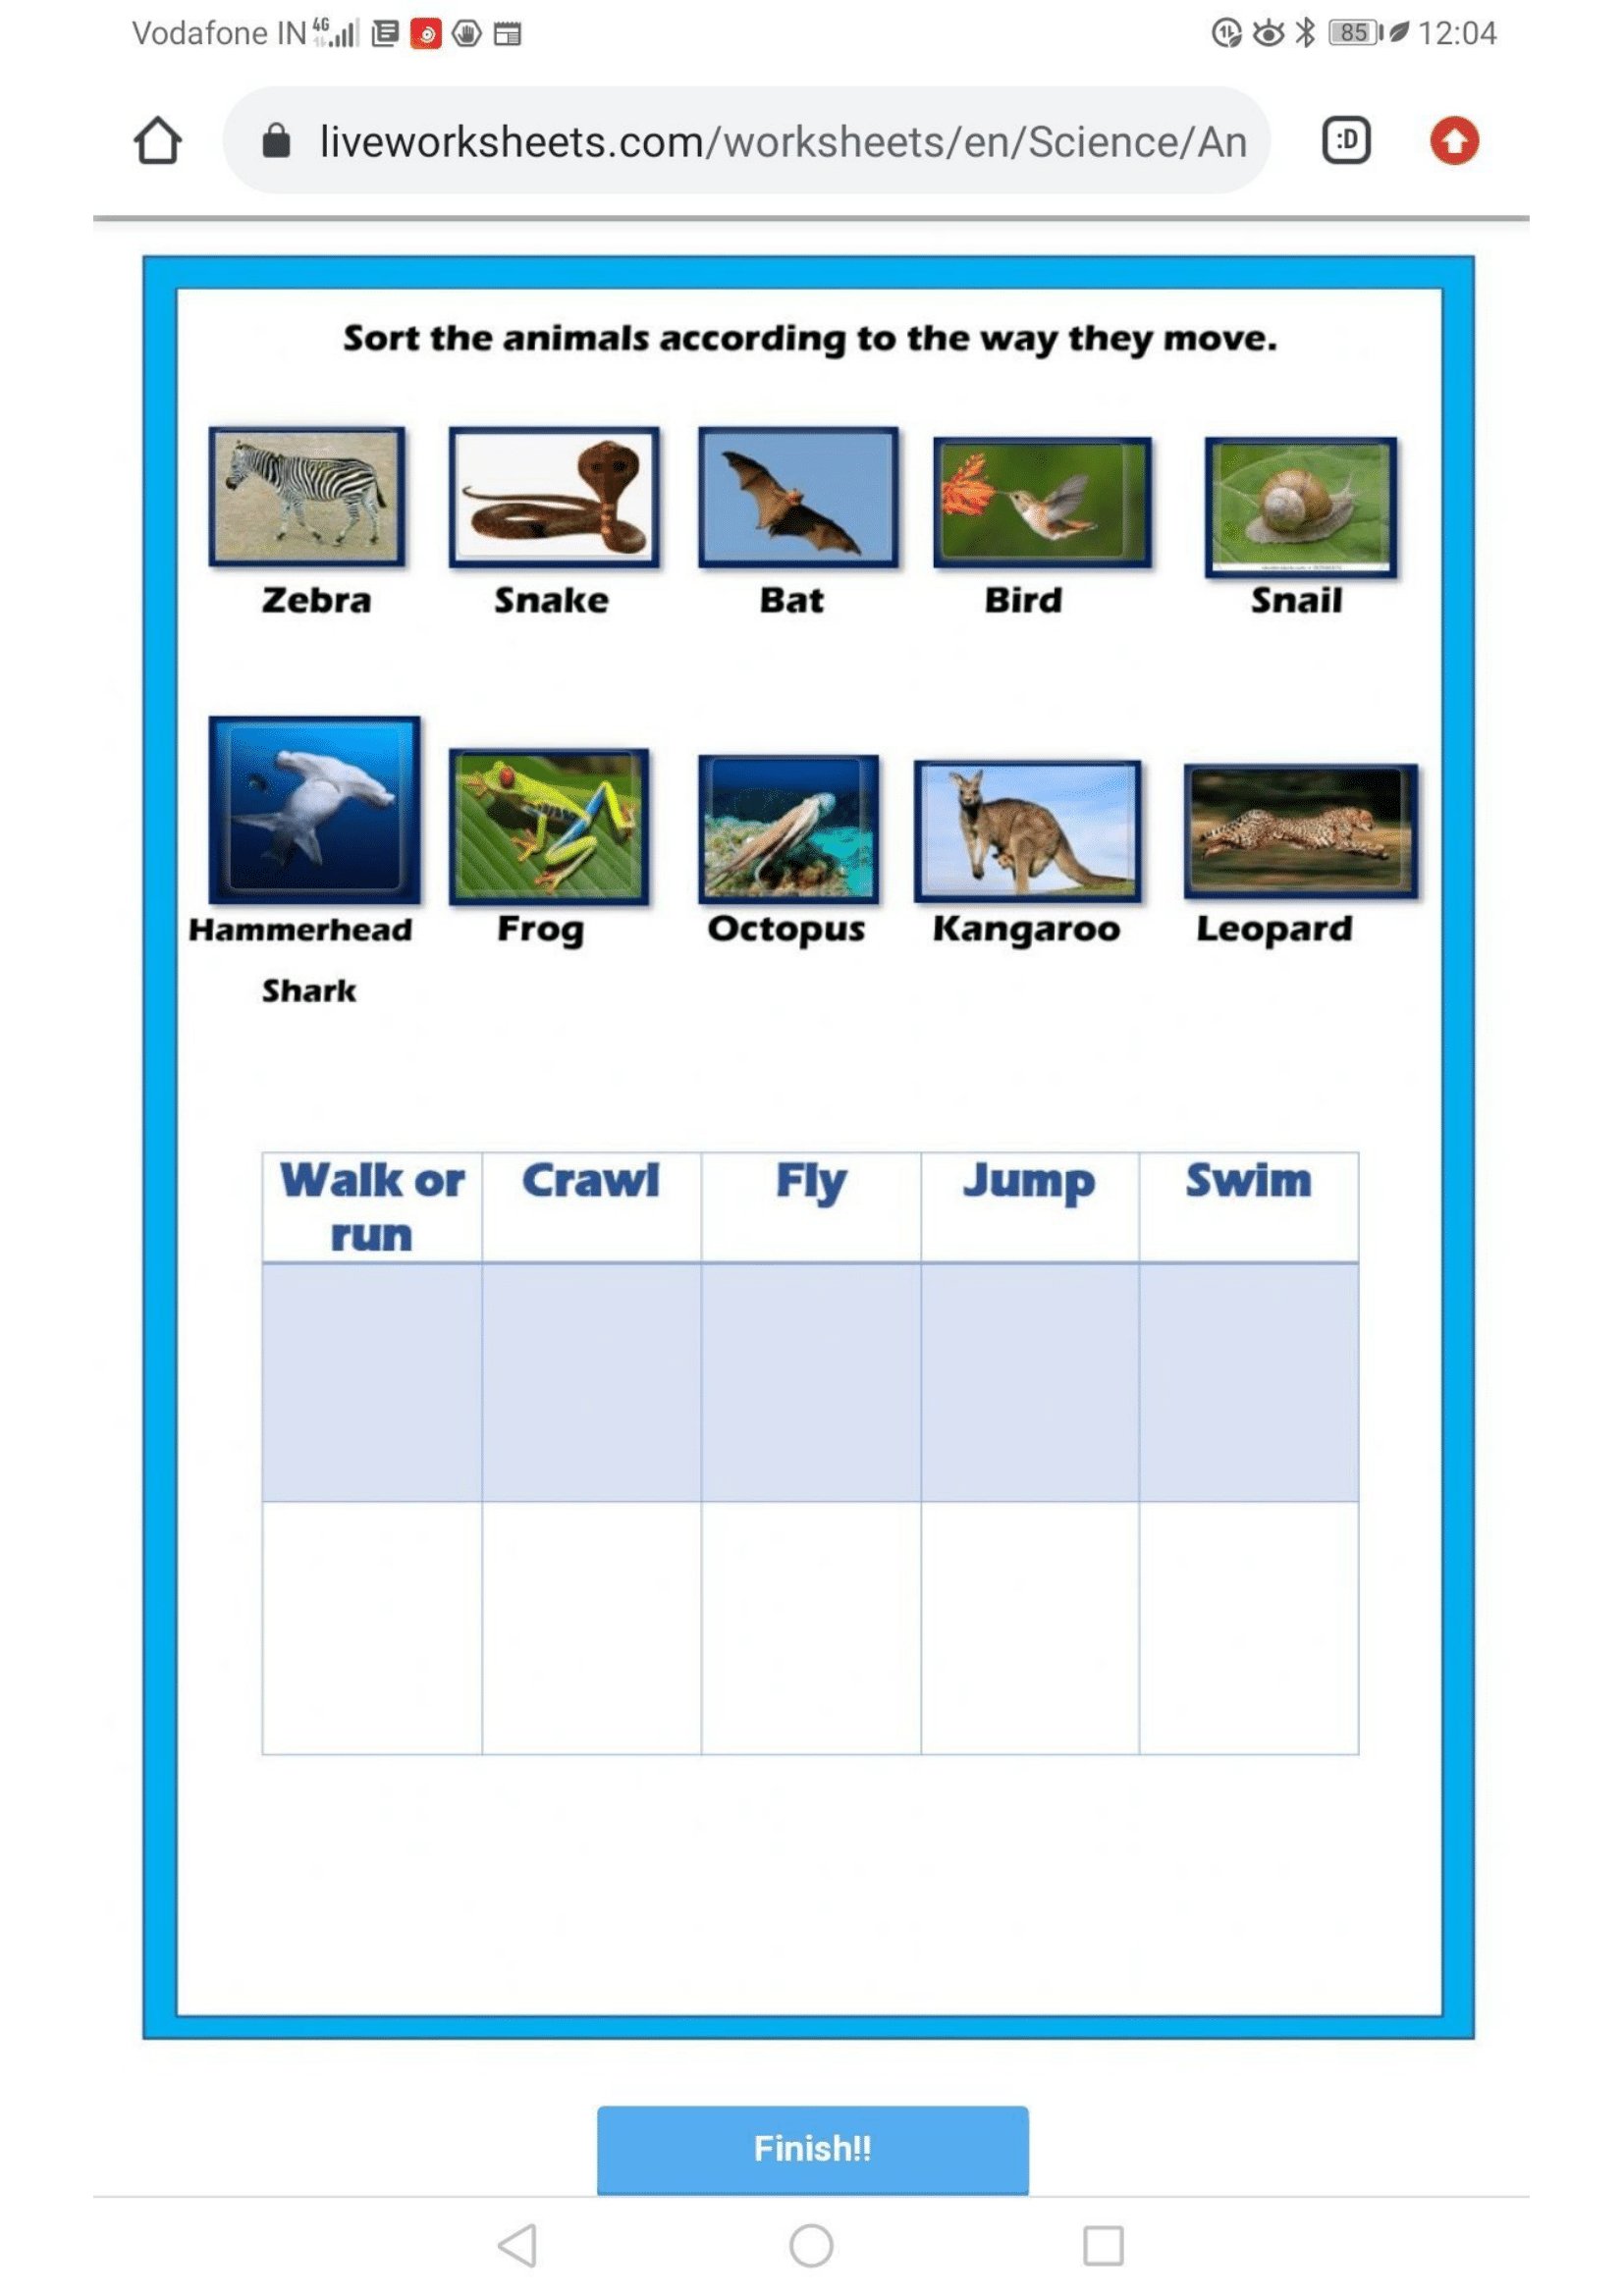 Vodafone IN 4G 85 12:04
liveworksheets.com/worksheets/en/Science/An :D
Sort the animals according to the way they move.
Zebra Snake Bat Bird Snail
Hammerhead Frog Octopus Kangaroo Leopard
Shark
Walk or Crawl Fly Jump Swim
run
Finish!!